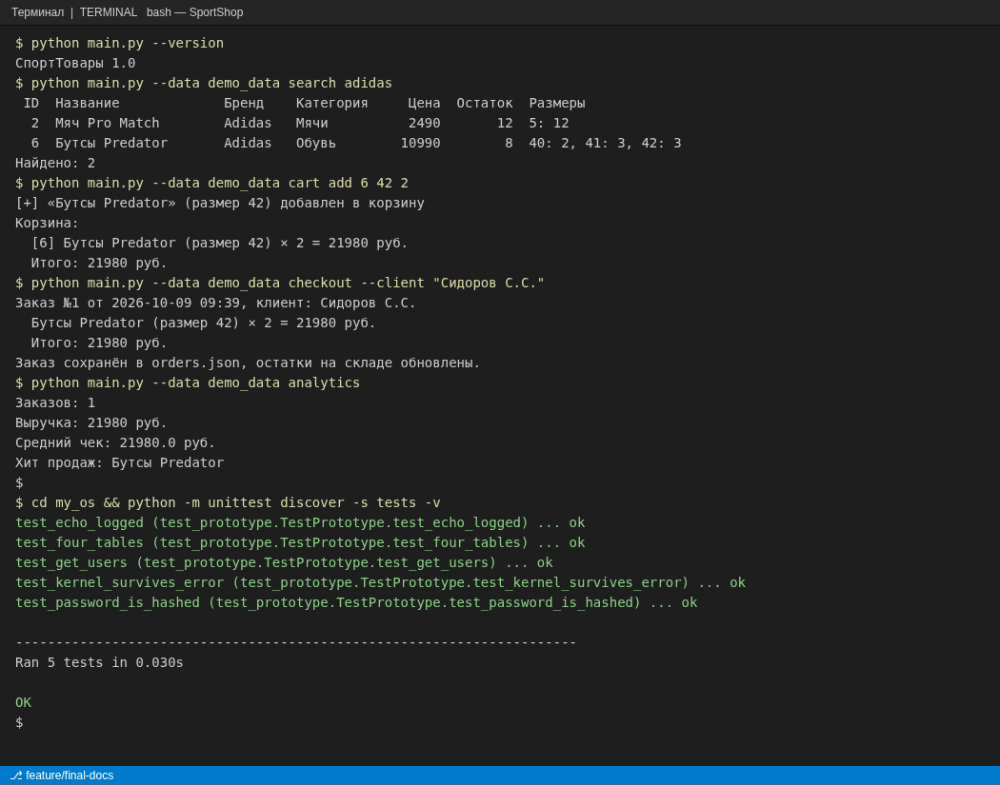 Терминал | TERMINAL bash — SportShop
$ python main.py --version
СпортТовары 1.0
$ python main.py --data demo_data search adidas
ID Название Бренд Категория Цена Остаток Размеры
2 Мяч Pro Match Adidas Мячи 2490 12 5: 12
6 Бутсы Predator Adidas Обувь 10990 8 40: 2, 41: 3, 42: 3
Найдено: 2
$ python main.py --data demo_data cart add 6 42 2
[+] «Бутсы Predator» (размер 42) добавлен в корзину
Корзина:
[6] Бутсы Predator (размер 42) × 2 = 21980 руб.
Итого: 21980 руб.
$ python main.py --data demo_data checkout --client "Сидоров С.С."
Заказ №1 от 2026-10-09 09:39, клиент: Сидоров С.С.
Бутсы Predator (размер 42) × 2 = 21980 руб.
Итого: 21980 руб.
Заказ сохранён в orders.json, остатки на складе обновлены.
$ python main.py --data demo_data analytics
Заказов: 1
Выручка: 21980 руб.
Средний чек: 21980.0 руб.
Хит продаж: Бутсы Predator
$
$ cd my_os && python -m unittest discover -s tests -v
test_echo_logged (test_prototype.TestPrototype.test_echo_logged) ... ok
test_four_tables (test_prototype.TestPrototype.test_four_tables) ... ok
test_get_users (test_prototype.TestPrototype.test_get_users) ... ok
test_kernel_survives_error (test_prototype.TestPrototype.test_kernel_survives_error) ... ok
test_password_is_hashed (test_prototype.TestPrototype.test_password_is_hashed) ... ok
----------------------------------------------------------------------
Ran 5 tests in 0.030s
OK
$
⎇ feature/final-docs